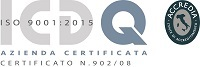 ISO 9001:2015
ICDQ
AZIENDA CERTIFICATA
CERTIFICATO N.902/08
ACCREDIA